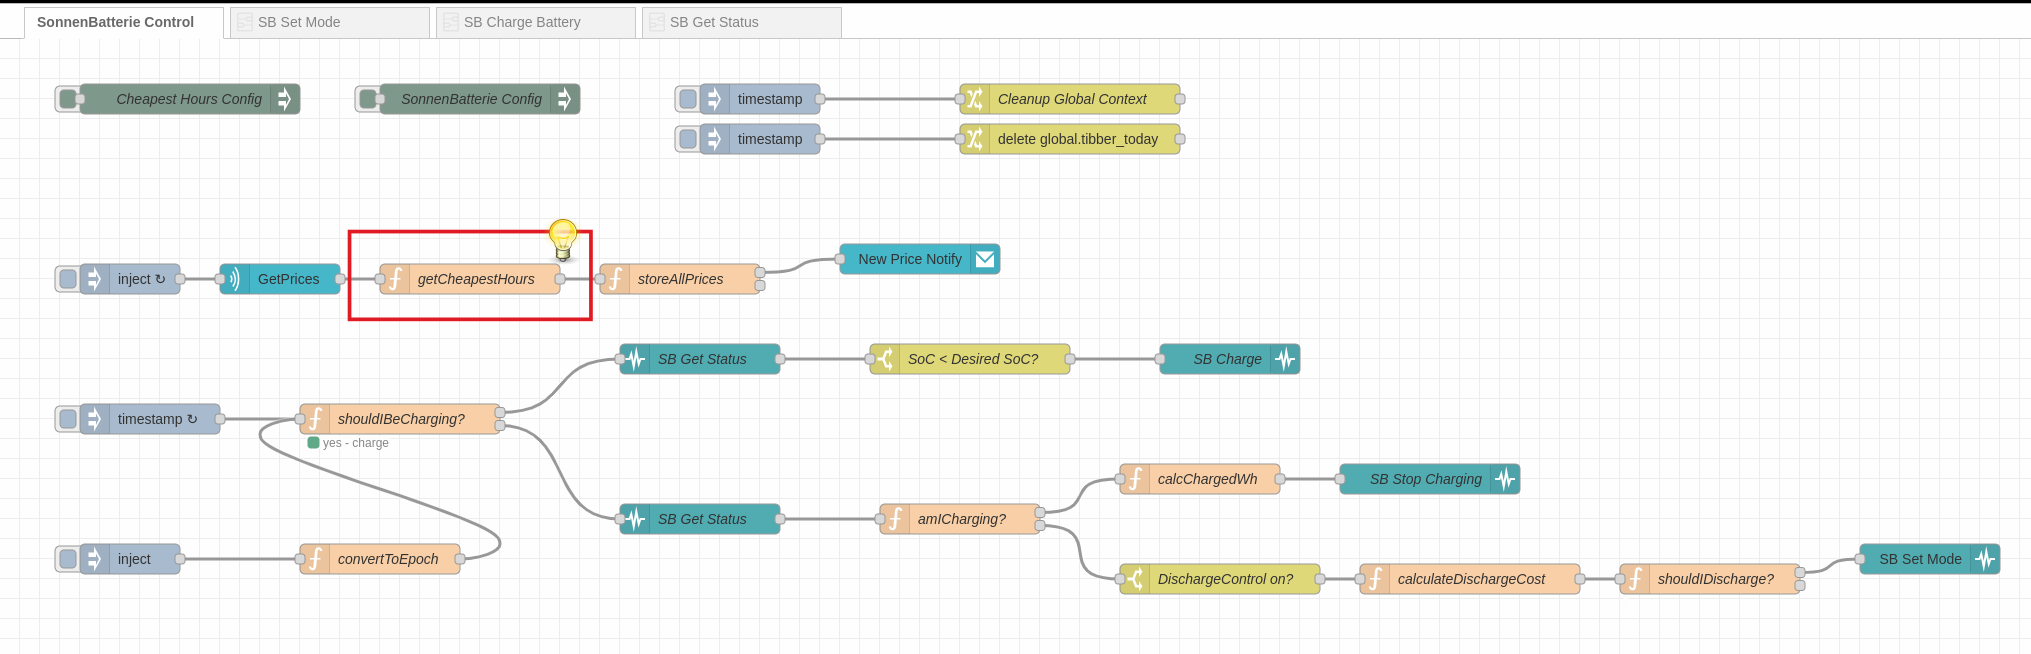 SonnenBatterie Control
SB Set Mode
SB Charge Battery
SB Get Status
Cheapest Hours Config
SonnenBatterie Config
timestamp
Cleanup Global Context
timestamp
delete global.tibber_today
inject ↻
GetPrices
getCheapestHours
storeAllPrices
New Price Notify
SB Get Status
SoC < Desired SoC?
SB Charge
timestamp ↻
shouldIBeCharging?
yes - charge
calcChargedWh
SB Stop Charging
SB Get Status
amICharging?
inject
convertToEpoch
DischargeControl on?
calculateDischargeCost
shouldIDischarge?
SB Set Mode